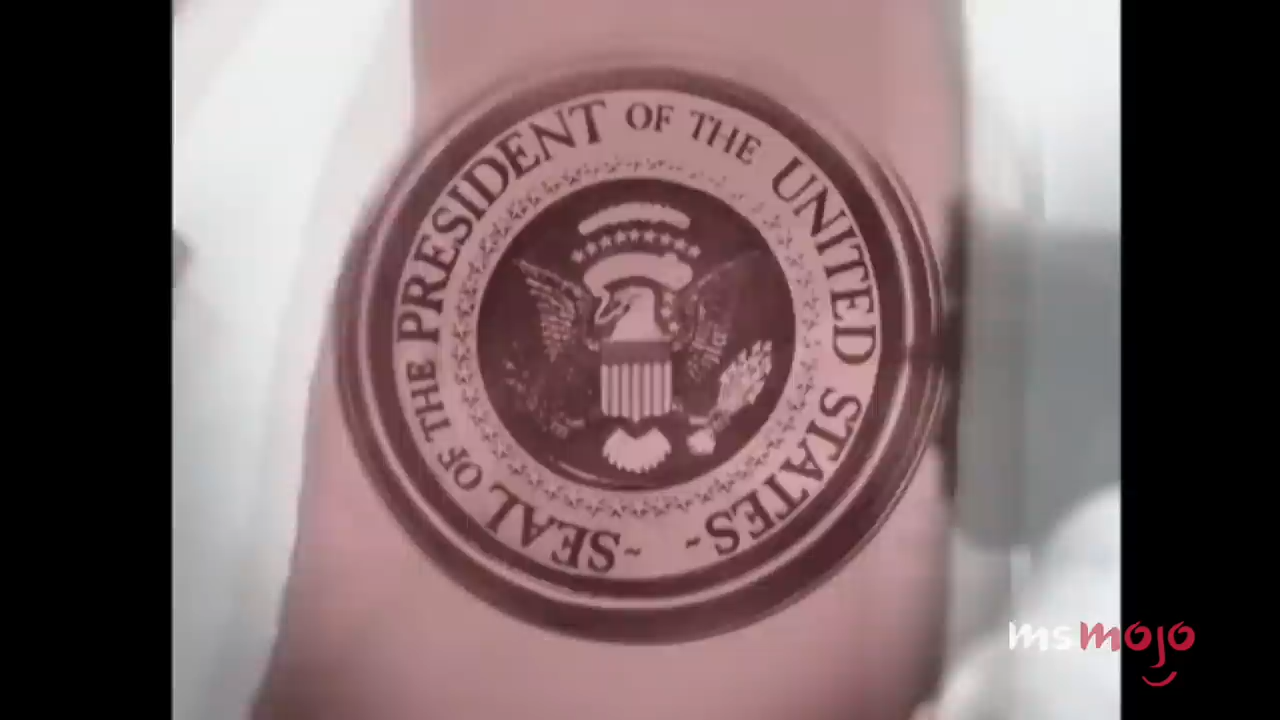 SEAL OF THE PRESIDENT OF THE UNITED STATES
msmojo